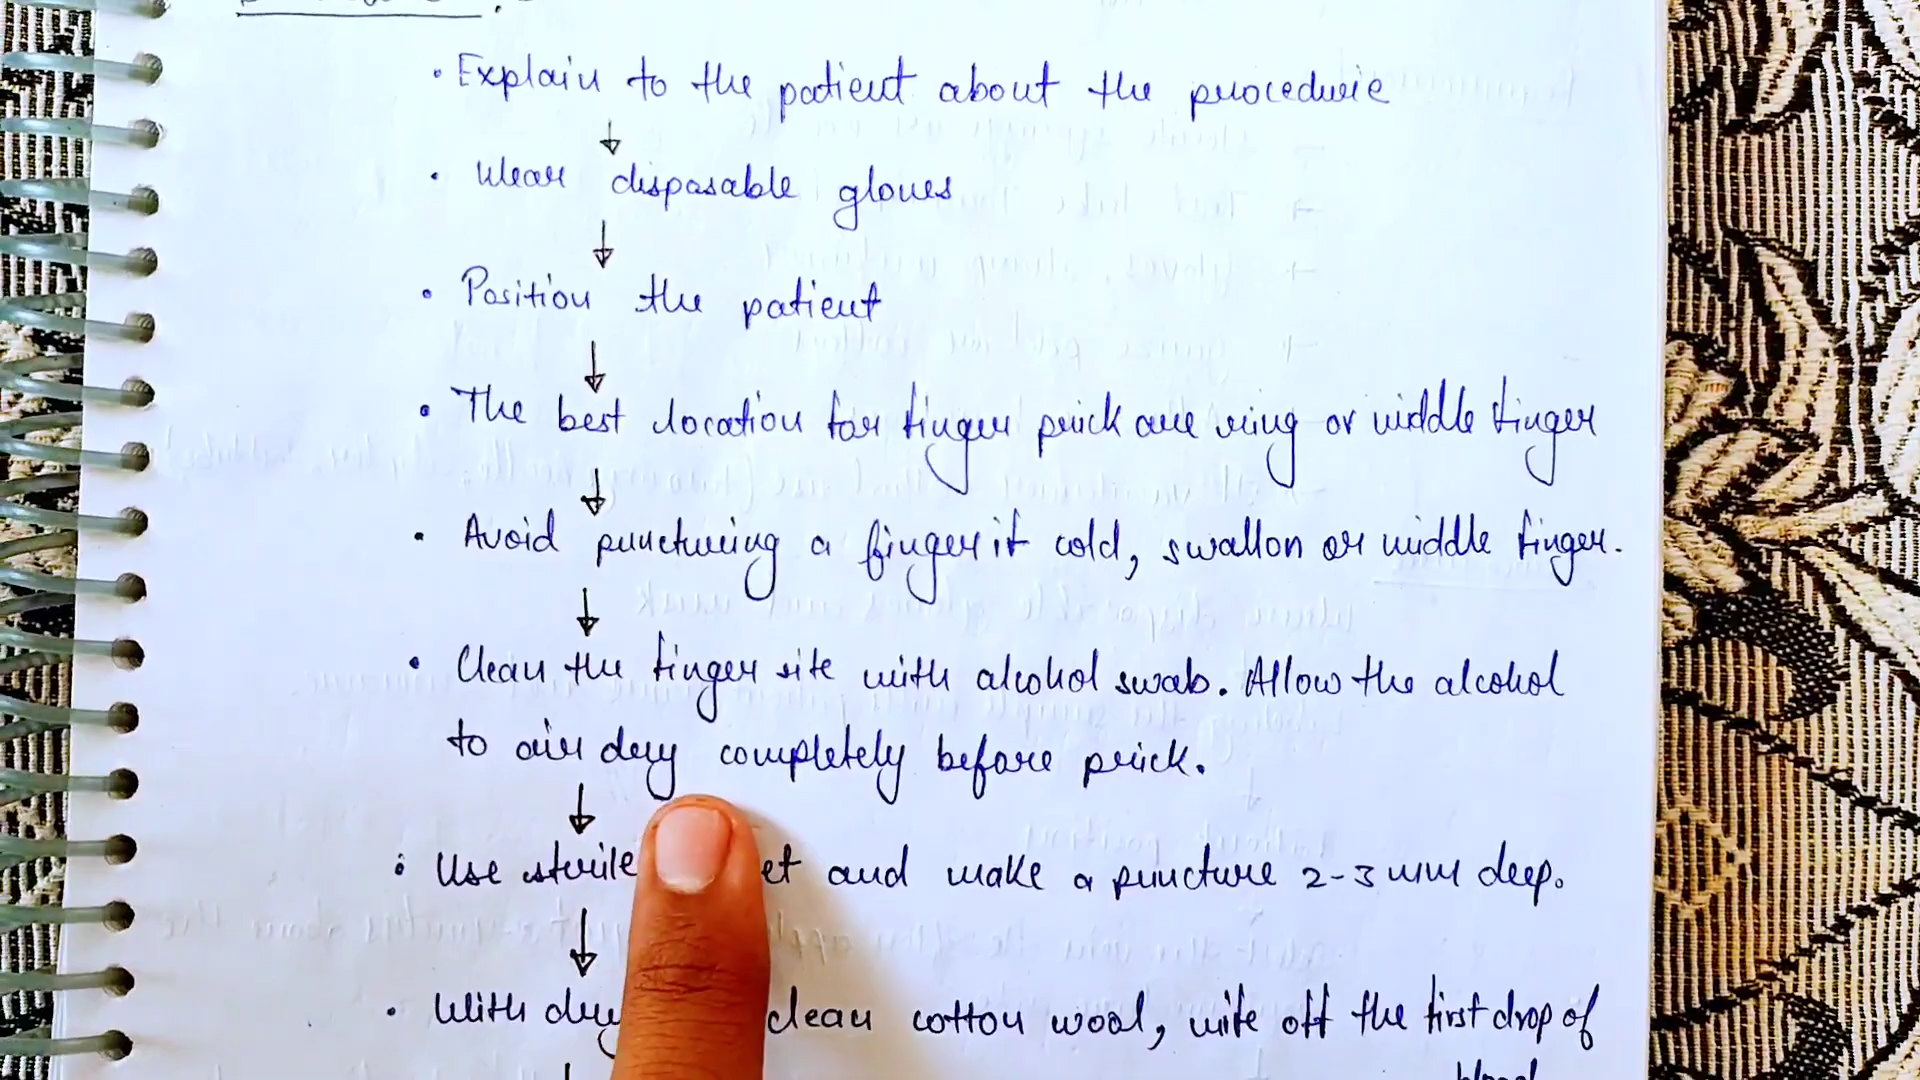 • Explain to the patient about the procedure
• Wear disposable gloves
• Position the patient
• The best location for finger prick are ring or middle finger
• Avoid puncturing a finger if cold, swallon or middle finger.
• Clean the finger site with alcohol swab. Allow the alcohol
to air dry completely before prick.
• Use sterile et and make a puncture 2-3 mm deep.
• With dry clean cotton wool, wife off the first drop of
blood